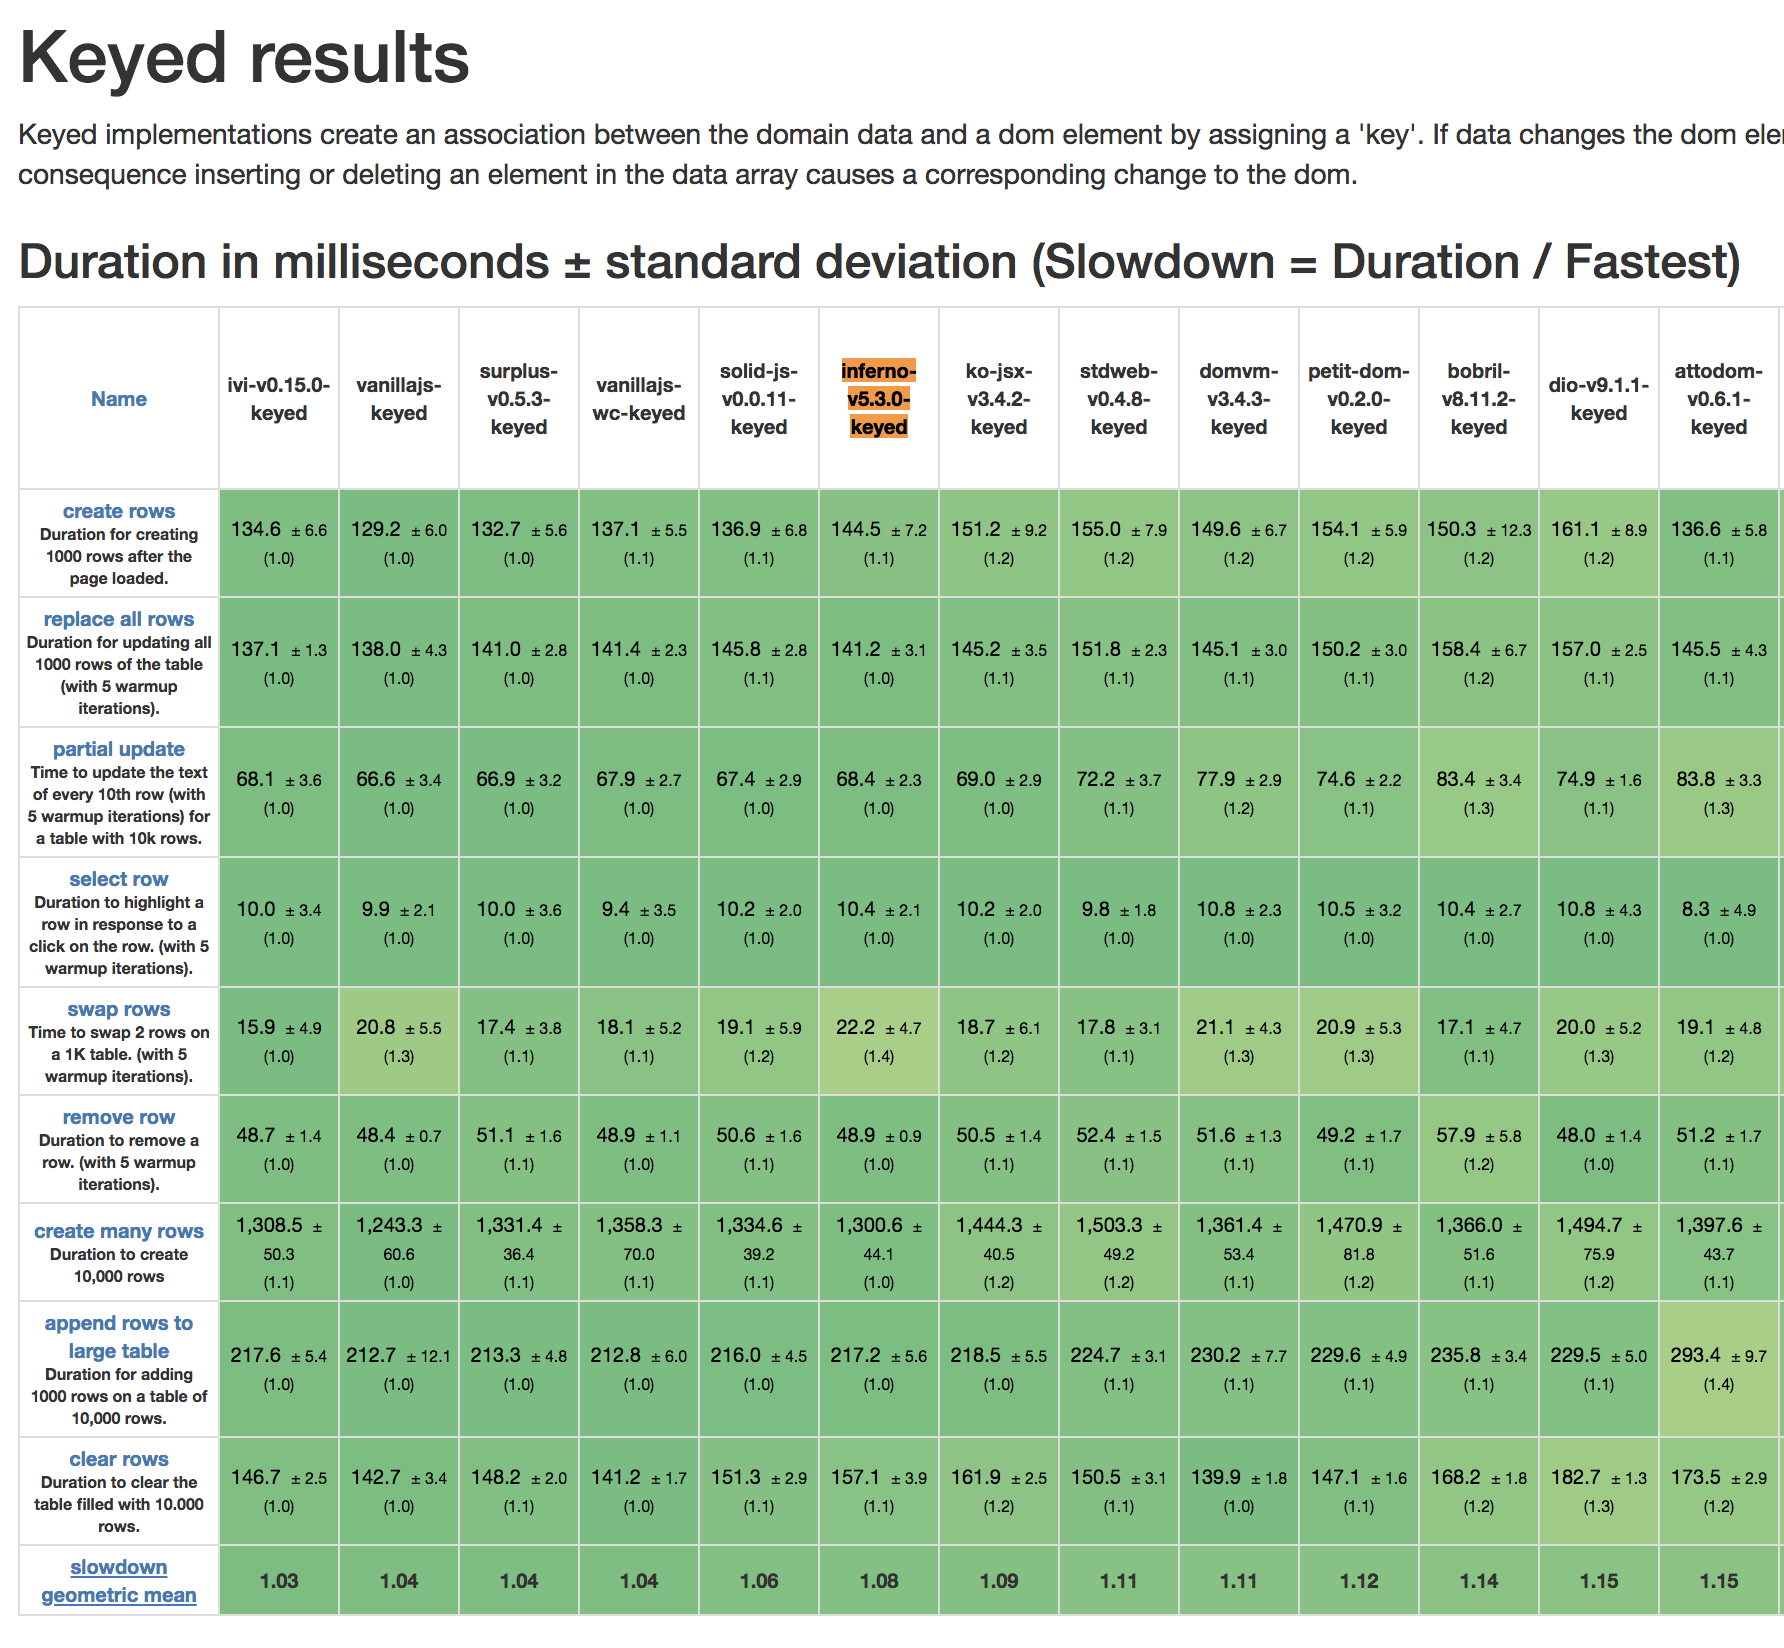 Keyed results
Keyed implementations create an association between the domain data and a dom element by assigning a 'key'. If data changes the dom
consequence inserting or deleting an element in the data array causes a corresponding change to the dom.
Duration in milliseconds ± standard deviation (Slowdown = Duration / Fastest)
Name
ivi-v0.15.0-
keyed
vanillajs-
keyed
surplus-
v0.5.3-
keyed
vanillajs-
wc-keyed
solid-js-
v0.0.11-
keyed
inferno-
v5.3.0-
keyed
ko-jsx-
v3.4.2-
keyed
stdweb-
v0.4.8-
keyed
domvm-
v3.4.3-
keyed
petit-dom-
v0.2.0-
keyed
bobril-
v8.11.2-
keyed
dio-v9.1.1-
keyed
attodom-
v0.6.1-
keyed
create rows
Duration for creating
1000 rows after the
page loaded.
134.6 ± 6.6 129.2 ± 6.0 132.7 ± 5.6 137.1 ± 5.5 136.9 ± 6.8 144.5 ± 7.2 151.2 ± 9.2 155.0 ± 7.9 149.6 ± 6.7 154.1 ± 5.9 150.3 ± 12.3 161.1 ± 8.9 136.6 ± 5.8
(1.0) (1.0) (1.0) (1.1) (1.1) (1.1) (1.2) (1.2) (1.2) (1.2) (1.2) (1.2) (1.1)
replace all rows
Duration for updating all
1000 rows of the table
(with 5 warmup
iterations).
137.1 ± 1.3 138.0 ± 4.3 141.0 ± 2.8 141.4 ± 2.3 145.8 ± 2.8 141.2 ± 3.1 145.2 ± 3.5 151.8 ± 2.3 145.1 ± 3.0 150.2 ± 3.0 158.4 ± 6.7 157.0 ± 2.5 145.5 ± 4.3
(1.0) (1.0) (1.0) (1.0) (1.1) (1.0) (1.1) (1.1) (1.1) (1.1) (1.2) (1.1) (1.1)
partial update
Time to update the text
of every 10th row (with
5 warmup iterations) for
a table with 10k rows.
68.1 ± 3.6 66.6 ± 3.4 66.9 ± 3.2 67.9 ± 2.7 67.4 ± 2.9 68.4 ± 2.3 69.0 ± 2.9 72.2 ± 3.7 77.9 ± 2.9 74.6 ± 2.2 83.4 ± 3.4 74.9 ± 1.6 83.8 ± 3.3
(1.0) (1.0) (1.0) (1.0) (1.0) (1.0) (1.0) (1.1) (1.2) (1.1) (1.3) (1.1) (1.3)
select row
Duration to highlight a
row in response to a
click on the row. (with 5
warmup iterations).
10.0 ± 3.4 9.9 ± 2.1 10.0 ± 3.6 9.4 ± 3.5 10.2 ± 2.0 10.4 ± 2.1 10.2 ± 2.0 9.8 ± 1.8 10.8 ± 2.3 10.5 ± 3.2 10.4 ± 2.7 10.8 ± 4.3 8.3 ± 4.9
(1.0) (1.0) (1.0) (1.0) (1.0) (1.0) (1.0) (1.0) (1.0) (1.0) (1.0) (1.0) (1.0)
swap rows
Time to swap 2 rows on
a 1K table. (with 5
warmup iterations).
15.9 ± 4.9 20.8 ± 5.5 17.4 ± 3.8 18.1 ± 5.2 19.1 ± 5.9 22.2 ± 4.7 18.7 ± 6.1 17.8 ± 3.1 21.1 ± 4.3 20.9 ± 5.3 17.1 ± 4.7 20.0 ± 5.2 19.1 ± 4.8
(1.0) (1.3) (1.1) (1.1) (1.2) (1.4) (1.2) (1.1) (1.3) (1.3) (1.1) (1.3) (1.2)
remove row
Duration to remove a
row. (with 5 warmup
iterations).
48.7 ± 1.4 48.4 ± 0.7 51.1 ± 1.6 48.9 ± 1.1 50.6 ± 1.6 48.9 ± 0.9 50.5 ± 1.4 52.4 ± 1.5 51.6 ± 1.3 49.2 ± 1.7 57.9 ± 5.8 48.0 ± 1.4 51.2 ± 1.7
(1.0) (1.0) (1.1) (1.0) (1.1) (1.0) (1.1) (1.1) (1.1) (1.1) (1.2) (1.0) (1.1)
create many rows
Duration to create
10,000 rows
1,308.5 ± 1,243.3 ± 1,331.4 ± 1,358.3 ± 1,334.6 ± 1,300.6 ± 1,444.3 ± 1,503.3 ± 1,361.4 ± 1,470.9 ± 1,366.0 ± 1,494.7 ± 1,397.6 ±
50.3 60.6 36.4 70.0 39.2 44.1 40.5 49.2 53.4 81.8 51.6 75.9 43.7
(1.1) (1.0) (1.1) (1.1) (1.1) (1.0) (1.2) (1.2) (1.1) (1.2) (1.1) (1.2) (1.1)
append rows to
large table
Duration for adding
1000 rows on a table of
10,000 rows.
217.6 ± 5.4 212.7 ± 12.1 213.3 ± 4.8 212.8 ± 6.0 216.0 ± 4.5 217.2 ± 5.6 218.5 ± 5.5 224.7 ± 3.1 230.2 ± 7.7 229.6 ± 4.9 235.8 ± 3.4 229.5 ± 5.0 293.4 ± 9.7
(1.0) (1.0) (1.0) (1.0) (1.0) (1.0) (1.0) (1.1) (1.1) (1.1) (1.1) (1.1) (1.4)
clear rows
Duration to clear the
table filled with 10.000
rows.
146.7 ± 2.5 142.7 ± 3.4 148.2 ± 2.0 141.2 ± 1.7 151.3 ± 2.9 157.1 ± 3.9 161.9 ± 2.5 150.5 ± 3.1 139.9 ± 1.8 147.1 ± 1.6 168.2 ± 1.8 182.7 ± 1.3 173.5 ± 2.9
(1.0) (1.0) (1.1) (1.0) (1.1) (1.1) (1.2) (1.1) (1.0) (1.1) (1.2) (1.3) (1.2)
slowdown
geometric mean
1.03 1.04 1.04 1.04 1.06 1.08 1.09 1.11 1.11 1.12 1.14 1.15 1.15